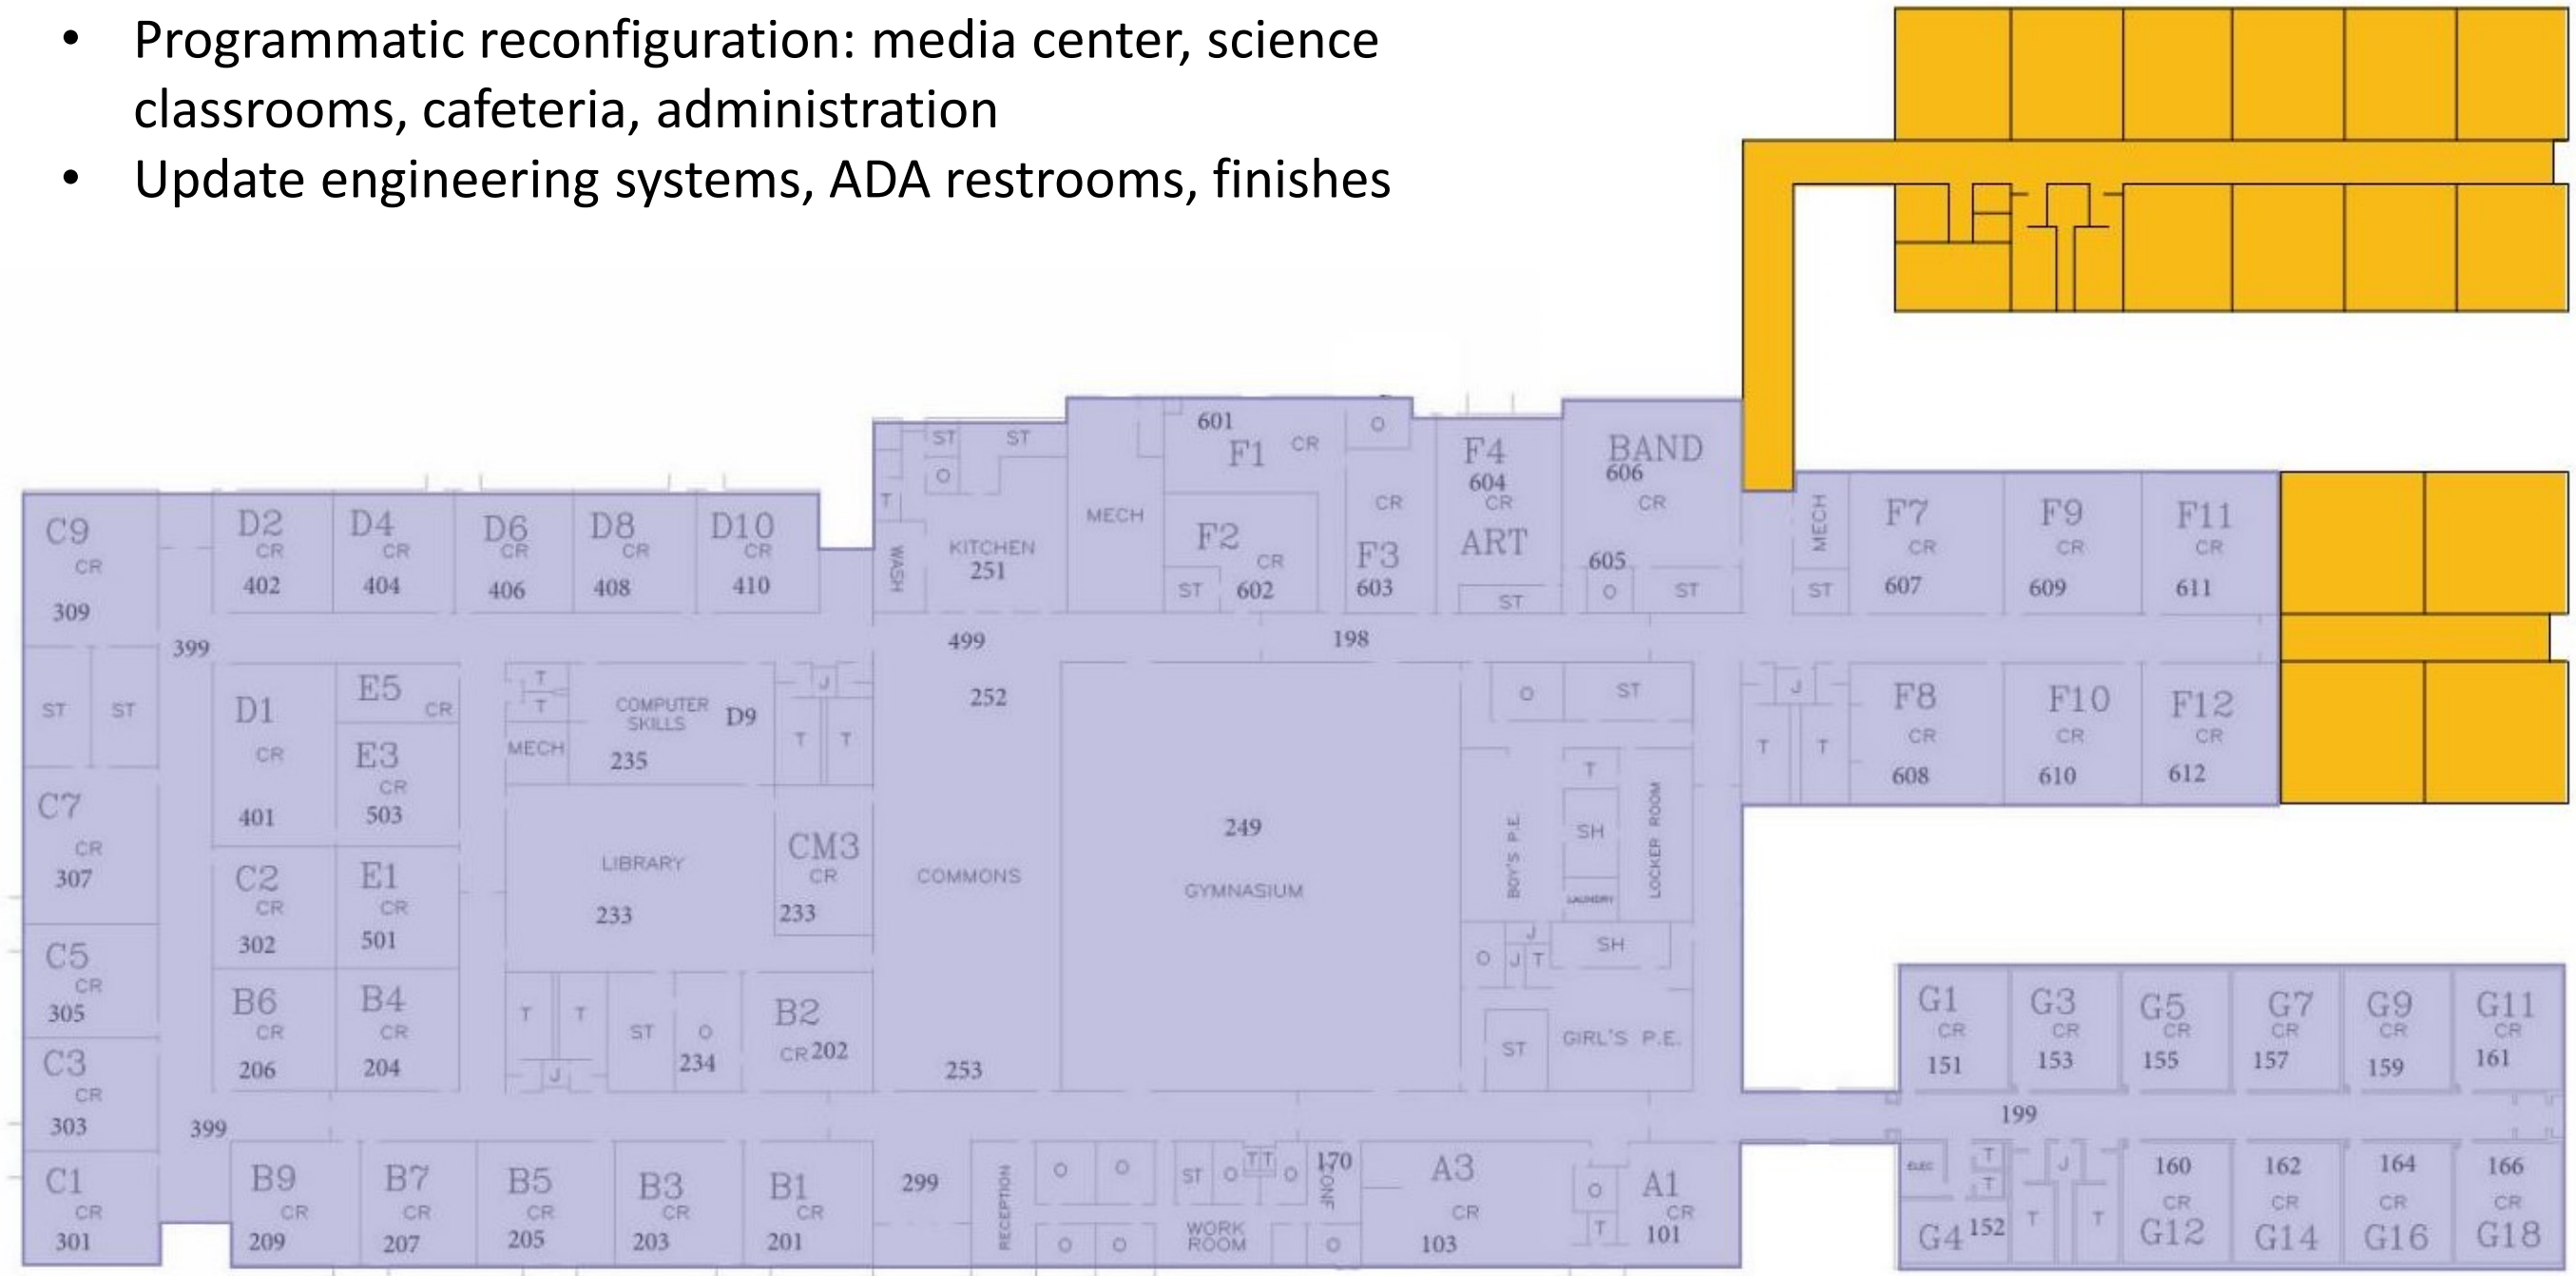 • Programmatic reconfiguration: media center, science
classrooms, cafeteria, administration
• Update engineering systems, ADA restrooms, finishes
601
F1 CR
O
F4
604
CR
ART
ST
BAND
606
CR
605
O ST
ST ST
O
T
WASH
KITCHEN
251
MECH
F2
CR
ST 602
CR
F3
603
MECH
ST
F7
CR
607
F9
CR
609
F11
CR
611
C9
CR
309
D2
CR
402
D4
CR
404
D6
CR
406
D8
CR
408
D10
CR
410
399
499
198
ST ST
D1
CR
401
E5
CR
E3
CR
503
T
T
MECH
COMPUTER
SKILLS
D9
235
J
T T
252
O ST
J
T T
F8
CR
608
F10
CR
610
F12
CR
612
C7
CR
307
C2
CR
302
E1
CR
501
LIBRARY
233
CM3
CR
233
COMMONS
249
GYMNASIUM
BOY'S P.E.
T
SH
LAUNDRY
LOCKER ROOM
C5
CR
305
B6
CR
206
B4
CR
204
T T
J
ST
O
234
B2
CR 202
253
O
J
J T
SH
ST
GIRL'S P.E.
G1
CR
151
G3
CR
153
G5
CR
155
G7
CR
157
G9
CR
159
G11
CR
161
C3
CR
303
399
199
C1
CR
301
B9
CR
209
B7
CR
207
B5
CR
205
B3
CR
203
B1
CR
201
299
RECEPTION
O O
O O
ST O T T O
170
CONF
WORK
ROOM
O
A3
CR
103
O
T
A1
CR
101
ELEC
T
T
G4 152
J
T T
160
CR
G12
162
CR
G14
164
CR
G16
166
CR
G18